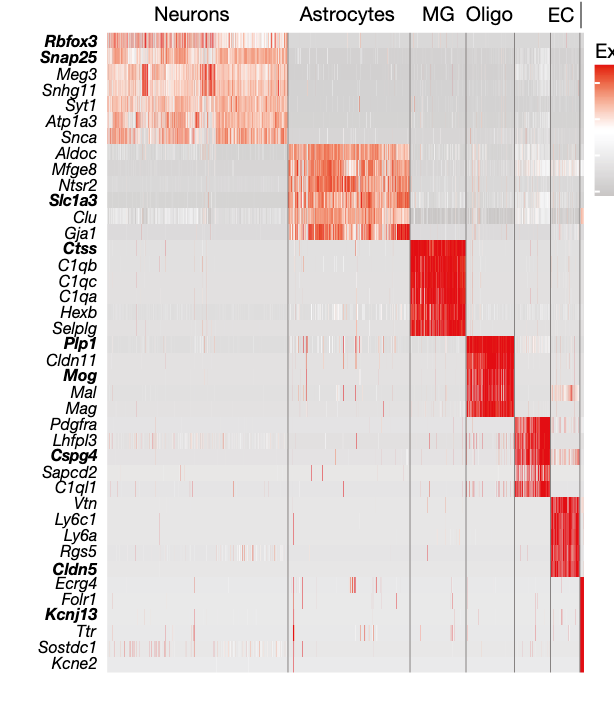 Neurons Astrocytes MG Oligo EC
Ex
Rbfox3
Snap25
Meg3
Snhg11
Syt1
Atp1a3
Snca
Aldoc
Mfge8
Ntsr2
Slc1a3
Clu
Gja1
Ctss
C1qb
C1qc
C1qa
Hexb
Selplg
Plp1
Cldn11
Mog
Mal
Mag
Pdgfra
Lhfpl3
Cspg4
Sapcd2
C1ql1
Vtn
Ly6c1
Ly6a
Rgs5
Cldn5
Ecrg4
Folr1
Kcnj13
Ttr
Sostdc1
Kcne2